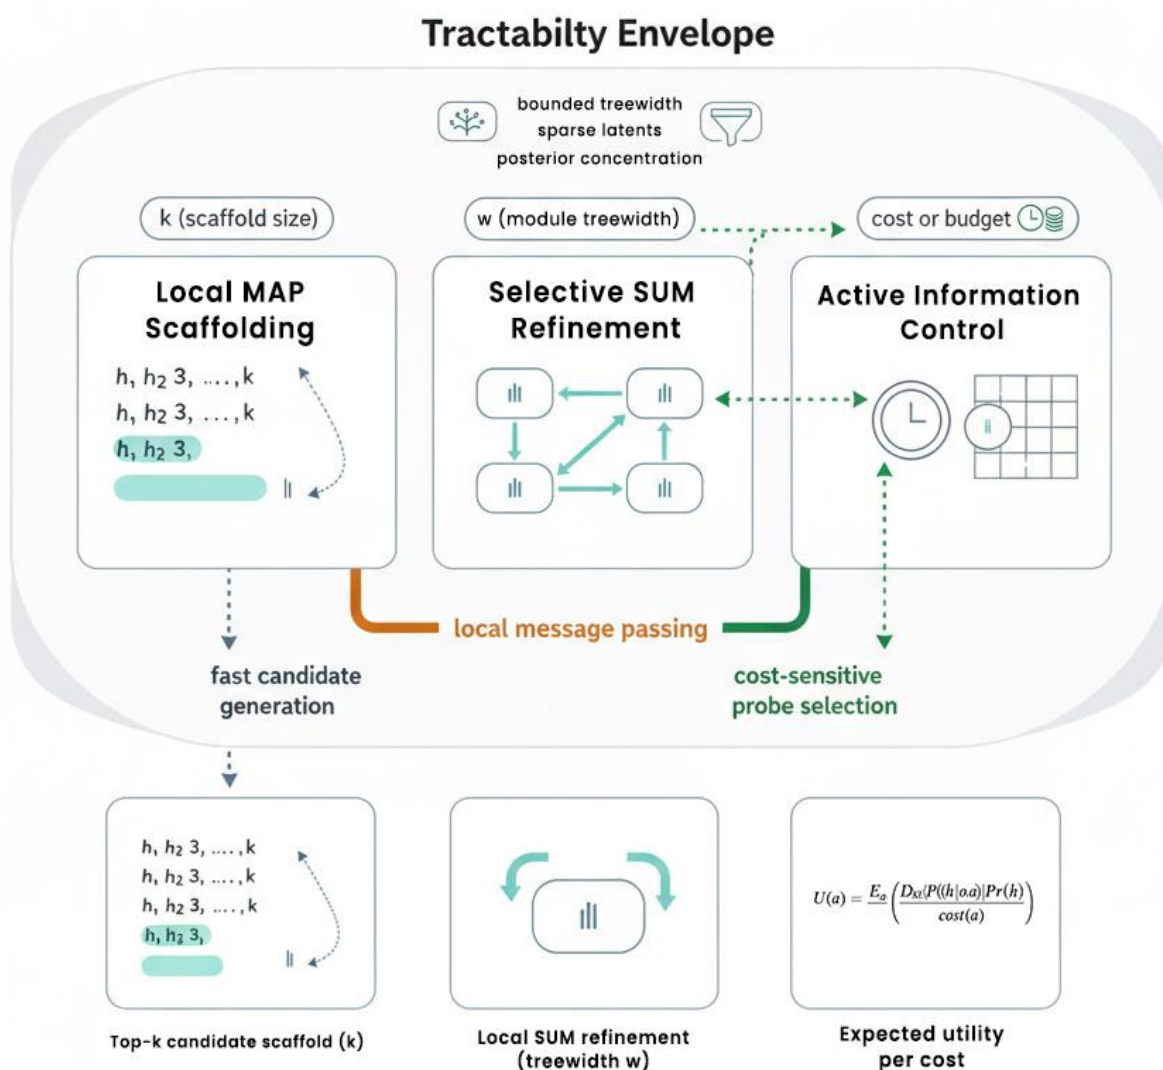 Tractabilty Envelope
bounded treewidth
sparse latents
posterior concentration
k (scaffold size)
w (module treewidth)
cost or budget
Local MAP
Scaffolding
h, h₂ 3, ....,k
h, h₂ 3, ....,k
h, h₂ 3,
Selective SUM
Refinement
Active Information
Control
local message passing
fast candidate
generation
cost-sensitive
probe selection
h, h₂ 3, ....,k
h, h₂ 3, ....,k
h, h₂ 3, ....,k
h, h₂ 3,
Top-k candidate scaffold (k)
Local SUM refinement
(treewidth w)
U(a) = E_a/ (D_KL(P((h|o.a)|Pr(h) / cost(a))
Expected utility
per cost